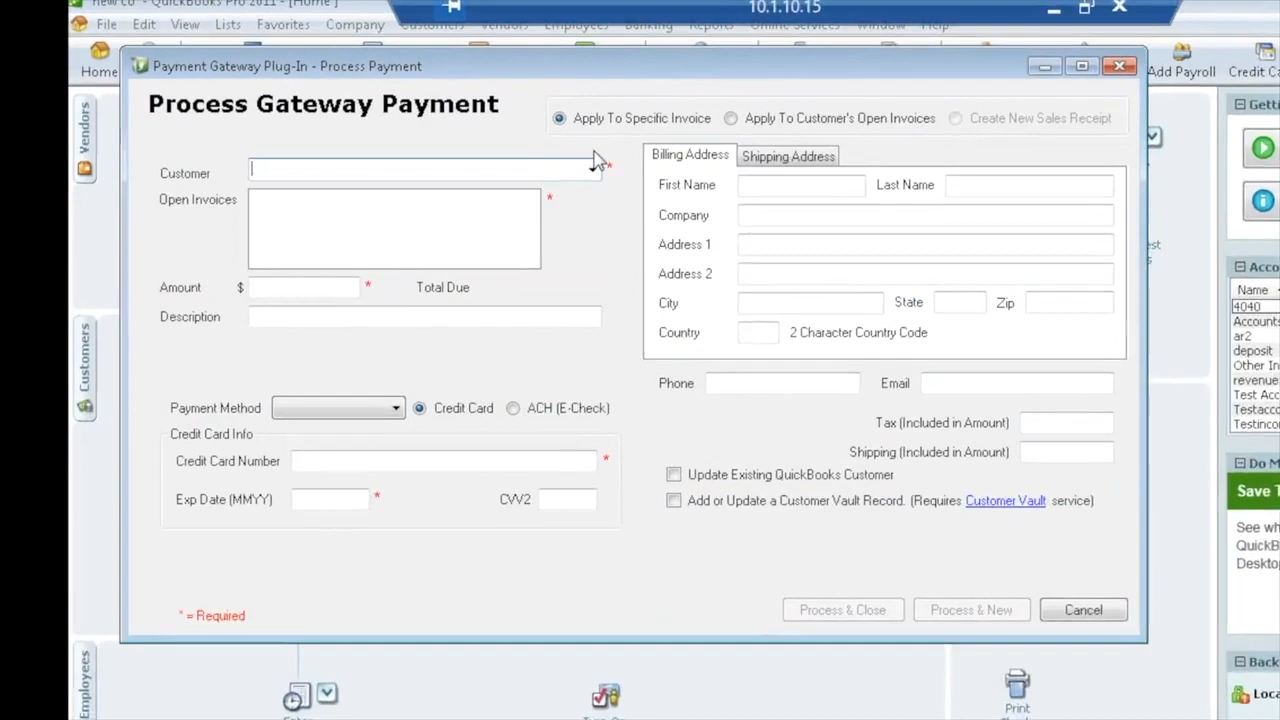 new co - QuickBooks Pro 2011 - [Home]
10.1.10.15
File Edit View Lists Favorites Company Customers Vendors Employees Banking Reports Online Services Window Help
Home
Add Payroll
Credit Ca
Payment Gateway Plug-In - Process Payment
Process Gateway Payment
Apply To Specific Invoice
Apply To Customer's Open Invoices
Create New Sales Receipt
Customer
*
Open Invoices
*
Amount $
*
Total Due
Description
Payment Method
Credit Card
ACH (E-Check)
Credit Card Info
Credit Card Number
*
Exp Date (MMYY)
*
CVV2
* = Required
Billing Address
Shipping Address
First Name
Last Name
Company
Address 1
Address 2
City
State
Zip
Country
2 Character Country Code
Phone
Email
Tax (Included in Amount)
Shipping (Included in Amount)
Update Existing QuickBooks Customer
Add or Update a Customer Vault Record. (Requires Customer Vault service)
Process & Close
Process & New
Cancel
Vendors
Customers
Employees
Print
Getti
Acco
Name
4040
Accounts
ar2
deposit
Other In
revenue
Test Acc
Testacco
Testincor
Do M
Save T
See wh
QuickB
Deskto
Back
Loca